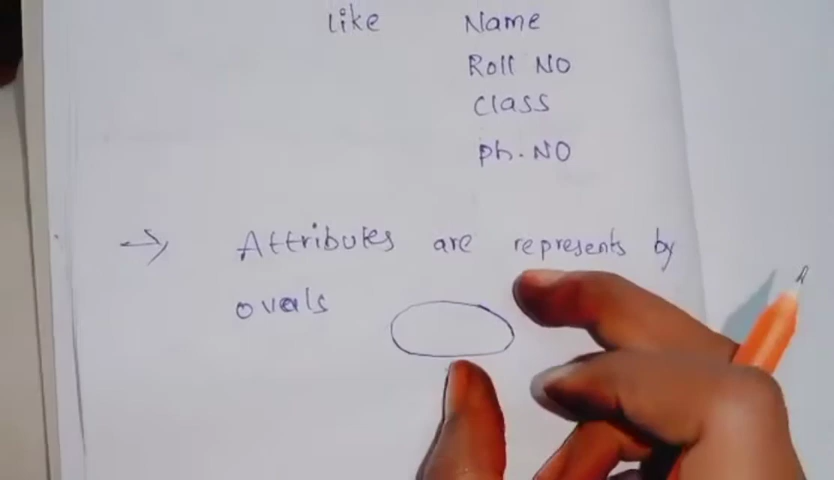 like Name
Roll NO
class
ph.NO
→ Attributes are represents by
ovals